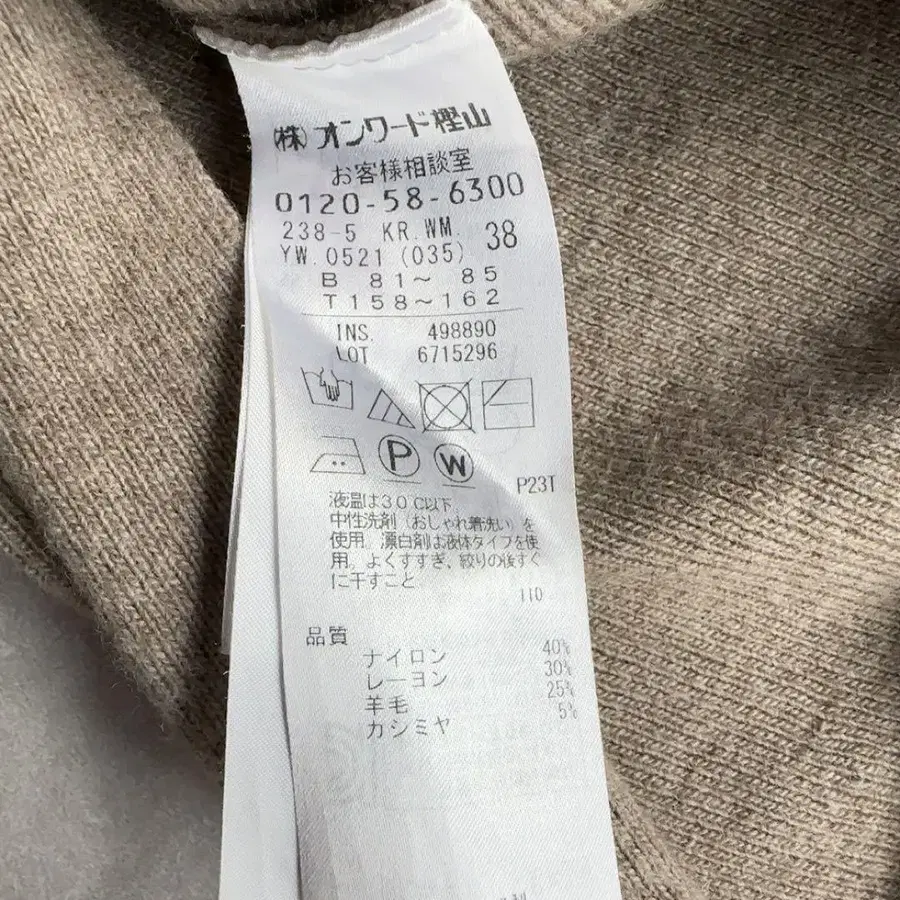 (株)オンワード樫山
お客様相談室
0120-58-6300
238-5 KR.WM. 38
YW.0521 (035)
B 81～ 85
T158～162
INS. 498890
LOT 6715296
P W
P23T
液温は30℃以下
中性洗剤（おしゃれ着洗い）を
使用。漂白剤は液体タイプを使
用。よくすすぎ、絞りの後すぐ
に干すこと
110
品質
ナイロン 40%
レーヨン 30%
羊毛 25%
カシミヤ 5%